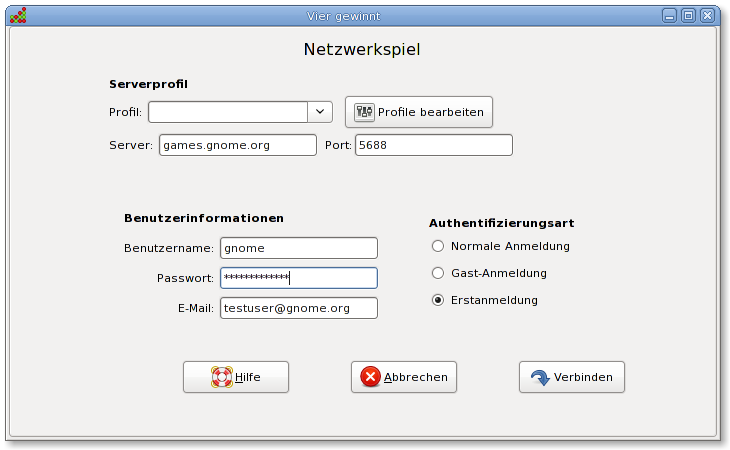 Vier gewinnt
Netzwerkspiel
Serverprofil
Profil: Profile bearbeiten
Server: games.gnome.org Port: 5688
Benutzerinformationen
Authentifizierungsart
Benutzername: gnome
Normale Anmeldung
Passwort: *************
Gast-Anmeldung
E-Mail: testuser@gnome.org
Erstanmeldung
Hilfe Abbrechen Verbinden